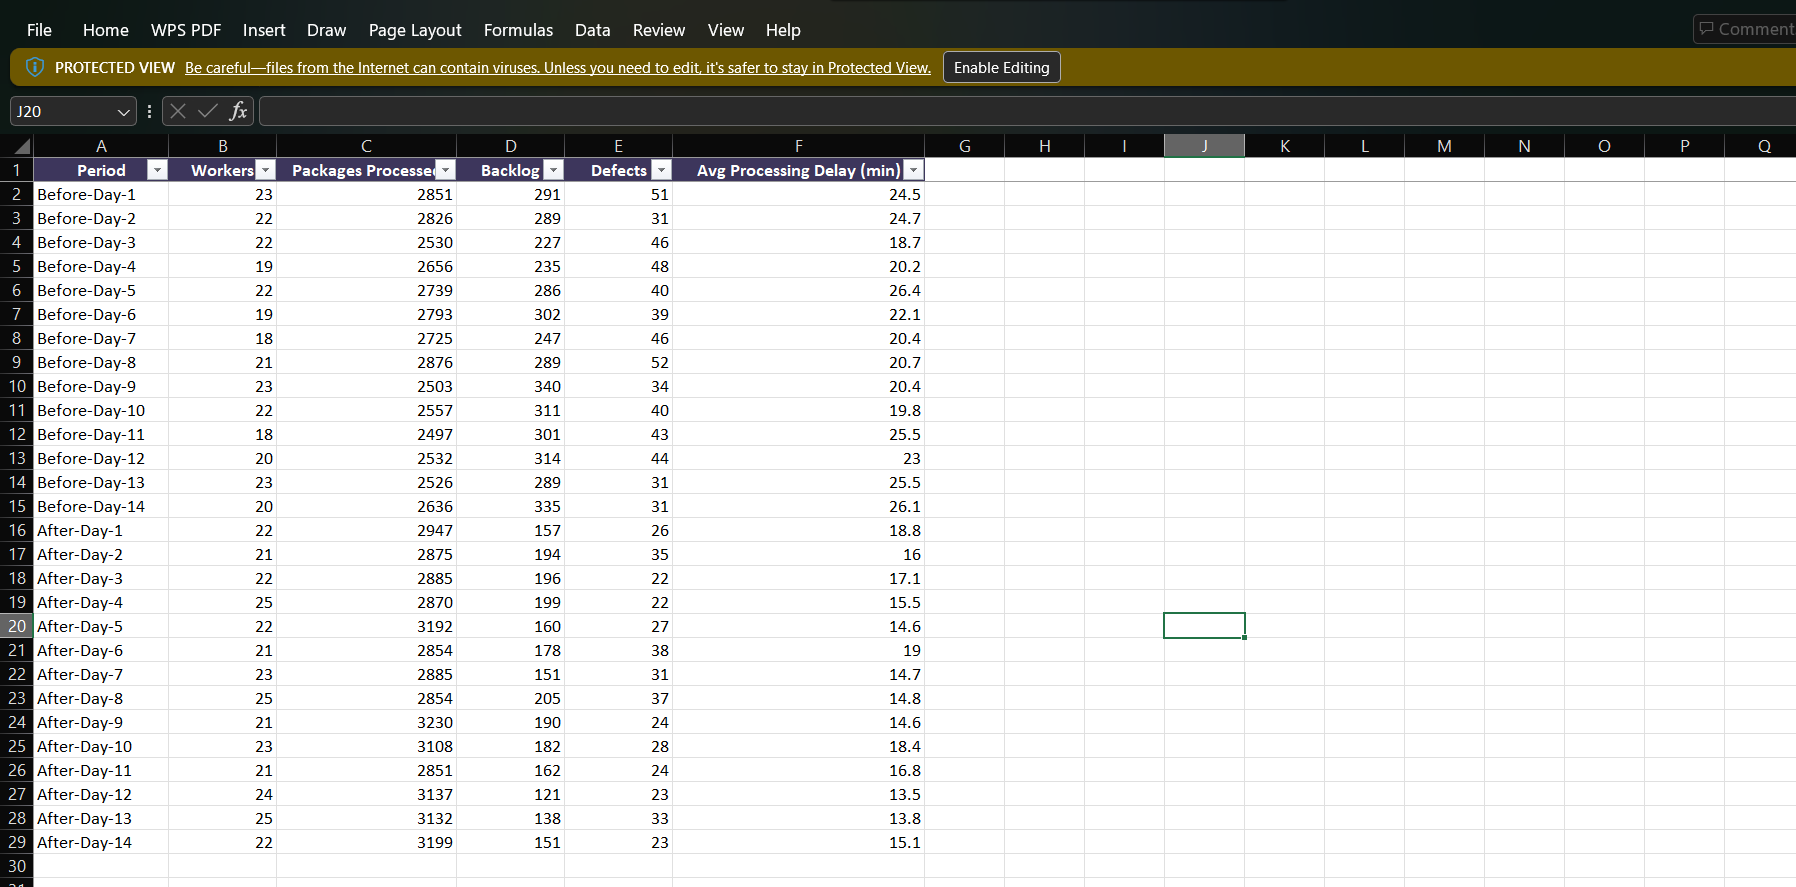 File Home WPS PDF Insert Draw Page Layout Formulas Data Review View Help Comment
PROTECTED VIEW Be careful—files from the Internet can contain viruses. Unless you need to edit, it's safer to stay in Protected View. Enable Editing
J20 fx
A B C D E F G H I J K L M N O P Q
1 Period Workers Packages Processe Backlog Defects Avg Processing Delay (min)
2 Before-Day-1 23 2851 291 51 24.5
3 Before-Day-2 22 2826 289 31 24.7
4 Before-Day-3 22 2530 227 46 18.7
5 Before-Day-4 19 2656 235 48 20.2
6 Before-Day-5 22 2739 286 40 26.4
7 Before-Day-6 19 2793 302 39 22.1
8 Before-Day-7 18 2725 247 46 20.4
9 Before-Day-8 21 2876 289 52 20.7
10 Before-Day-9 23 2503 340 34 20.4
11 Before-Day-10 22 2557 311 40 19.8
12 Before-Day-11 18 2497 301 43 25.5
13 Before-Day-12 20 2532 314 44 23
14 Before-Day-13 23 2526 289 31 25.5
15 Before-Day-14 20 2636 335 31 26.1
16 After-Day-1 22 2947 157 26 18.8
17 After-Day-2 21 2875 194 35 16
18 After-Day-3 22 2885 196 22 17.1
19 After-Day-4 25 2870 199 22 15.5
20 After-Day-5 22 3192 160 27 14.6
21 After-Day-6 21 2854 178 38 19
22 After-Day-7 23 2885 151 31 14.7
23 After-Day-8 25 2854 205 37 14.8
24 After-Day-9 21 3230 190 24 14.6
25 After-Day-10 23 3108 182 28 18.4
26 After-Day-11 21 2851 162 24 16.8
27 After-Day-12 24 3137 121 23 13.5
28 After-Day-13 25 3132 138 33 13.8
29 After-Day-14 22 3199 151 23 15.1
30